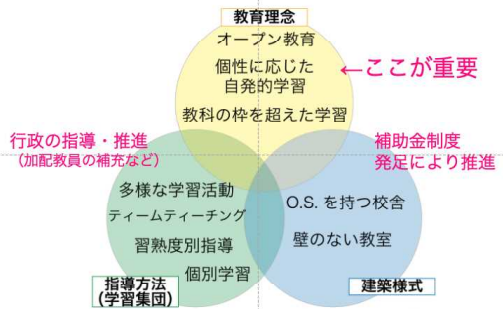 教育理念
オープン教育
個性に応じた
自発的学習
教科の枠を超えた学習
←ここが重要
行政の指導・推進
（加配教員の補充など）
補助金制度
発足により推進
多様な学習活動
ティームティーチング
習熟度別指導
個別学習
O.S. を持つ校舎
壁のない教室
指導方法
(学習集団)
建築様式